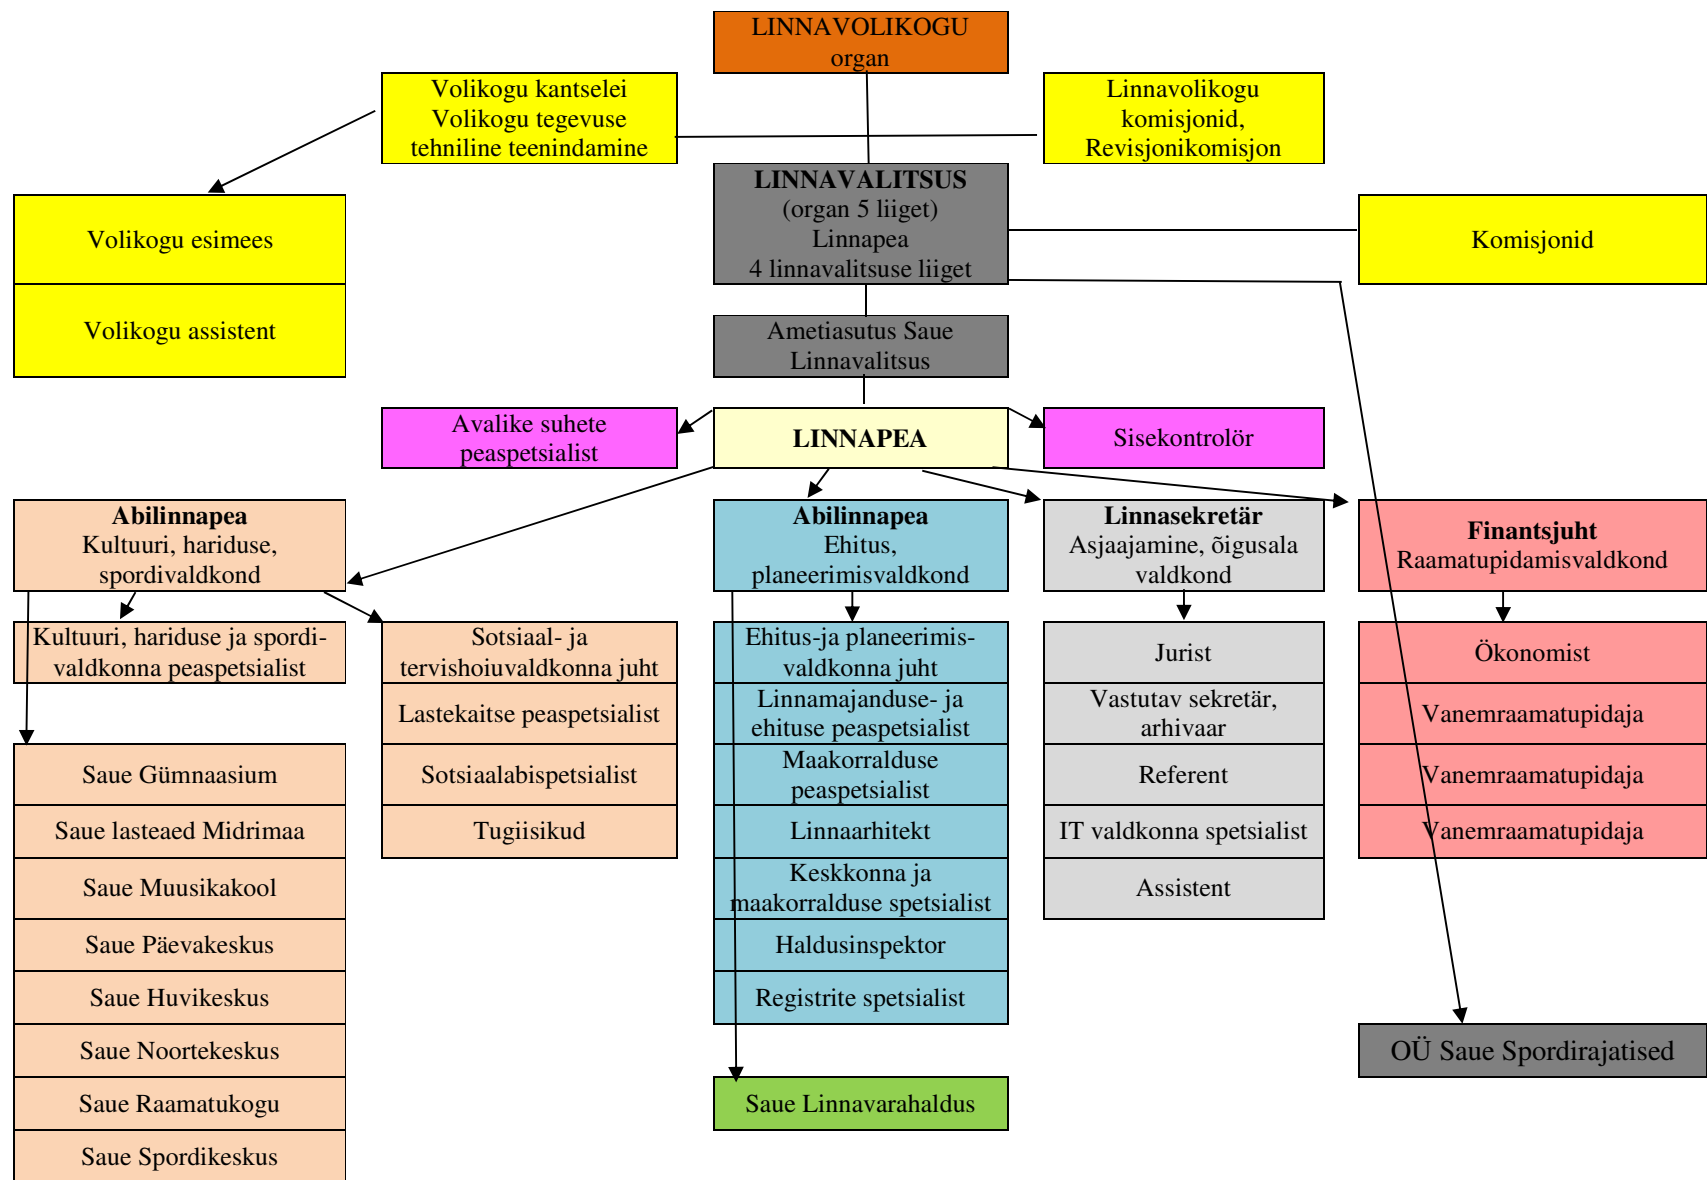 LINNAVOLIKOGU
organ
Volikogu kantselei
Volikogu tegevuse
tehniline teenindamine
Linnavolikogu
komisjonid,
Revisjonikomisjon
LINNAVALITSUS
(organ 5 liiget)
Linnapea
4 linnavalitsuse liiget
Volikogu esimees
Komisjonid
Volikogu assistent
Ametiasutus Saue
Linnavalitsus
Avalike suhete
peaspetsialist
LINNAPEA
Sisekontrolör
Abilinnapea
Kultuuri, hariduse,
spordivaldkond
Abilinnapea
Ehitus,
planeerimisvaldkond
Linnasekretär
Asjaajamine, õigusala
valdkond
Finantsjuht
Raamatupidamisvaldkond
Kultuuri, hariduse ja spordi-
valdkonna peaspetsialist
Sotsiaal- ja
tervishoiuvaldkonna juht
Ehitus-ja planeerimis-
valdkonna juht
Jurist
Ökonomist
Lastekaitse peaspetsialist
Linnamajanduse- ja
ehituse peaspetsialist
Vastutav sekretär,
arhivaar
Vanemraamatupidaja
Saue Gümnaasium
Sotsiaalabispetsialist
Maakorralduse
peaspetsialist
Referent
Vanemraamatupidaja
Saue lasteaed Midrimaa
Tugiisikud
Linnaarhitekt
IT valdkonna spetsialist
Vanemraamatupidaja
Saue Muusikakool
Keskkonna ja
maakorralduse spetsialist
Assistent
Saue Päevakeskus
Haldusinspektor
Saue Huvikeskus
Registrite spetsialist
Saue Noortekeskus
OÜ Saue Spordirajatised
Saue Raamatukogu
Saue Linnavarahaldus
Saue Spordikeskus